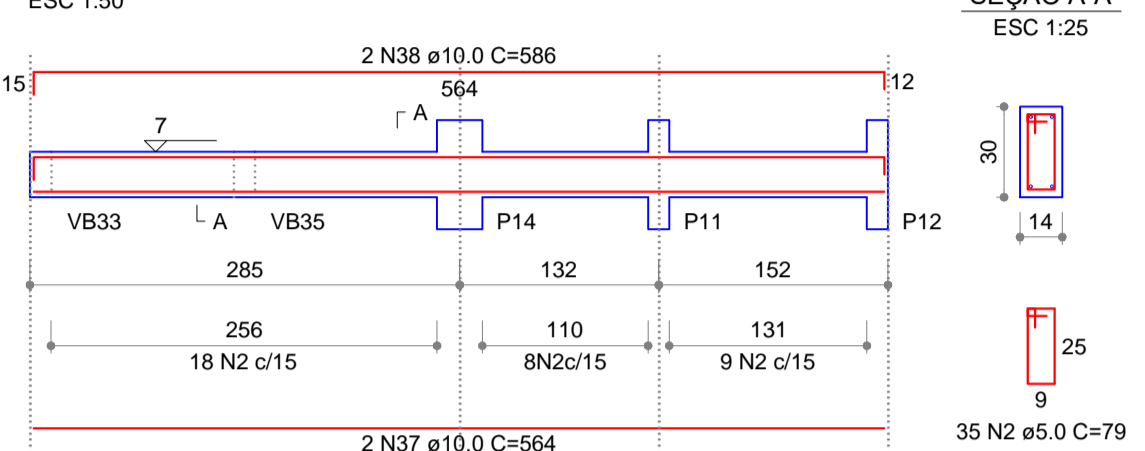 ESC 1:50
SEÇÃO A-A
ESC 1:25
2 N38 ø10.0 C=586
15
564
12
A
7
30
VB33
A
VB35
P14
P11
P12
14
285
132
152
256
110
131
18 N2 c/15
8N2c/15
9 N2 c/15
25
9
2 N37 ø10.0 C=564
35 N2 ø5.0 C=79